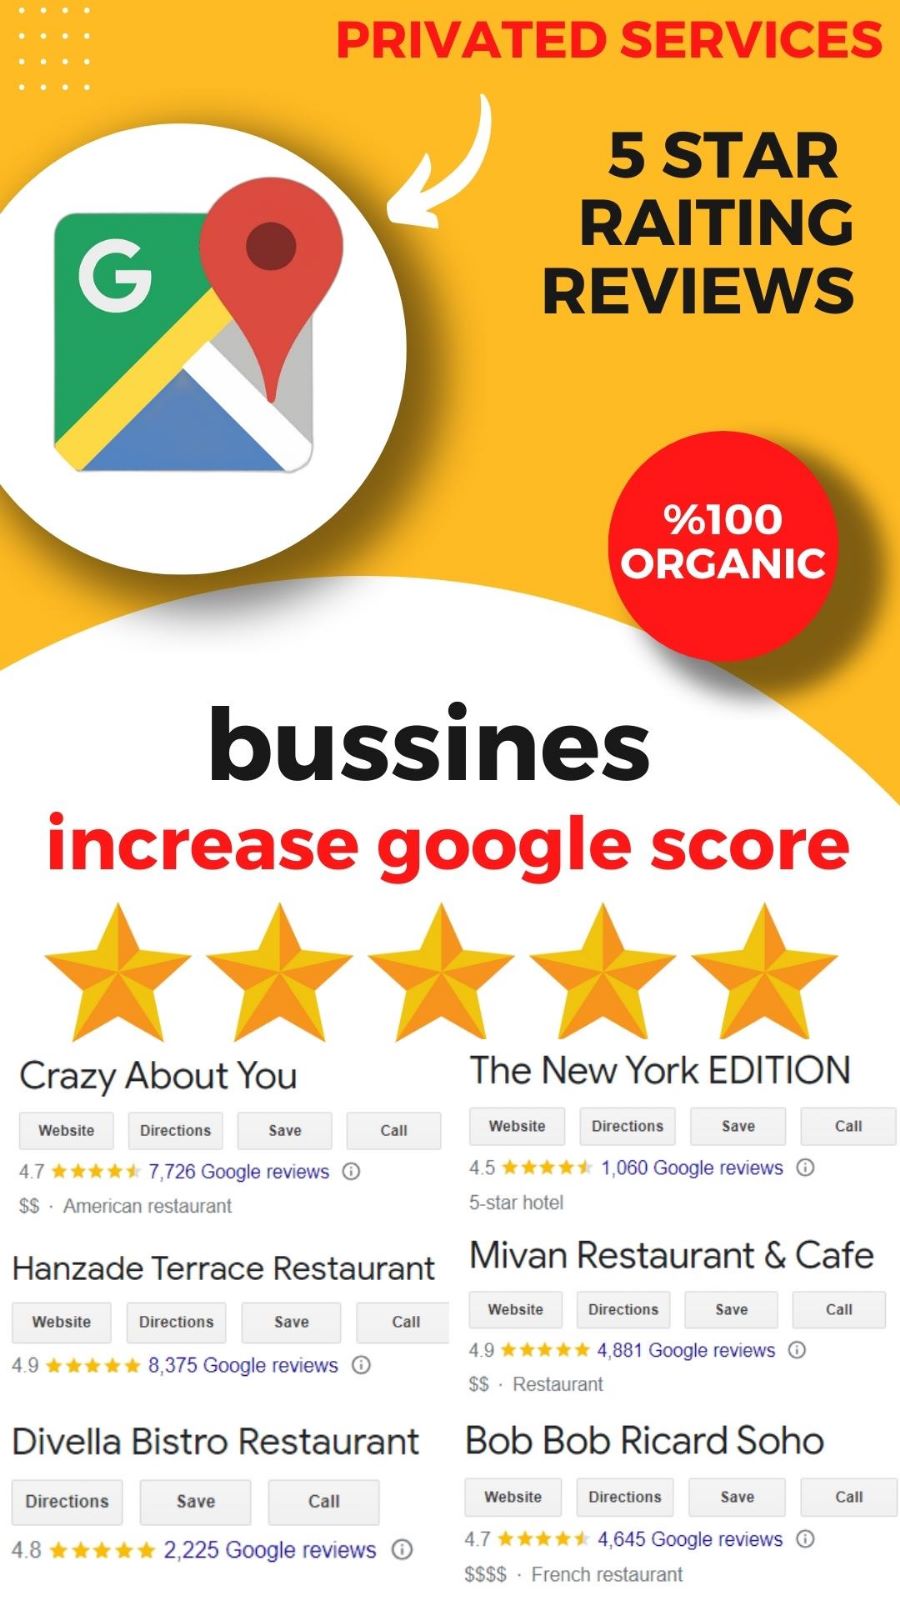 PRIVATED SERVICES
5 STAR
RAITING
REVIEWS
G
%100
ORGANIC
bussines
increase google score
Crazy About You
Website Directions Save Call
4.7 7,726 Google reviews
$$ · American restaurant
The New York EDITION
Website Directions Save Call
4.5 1,060 Google reviews
5-star hotel
Hanzade Terrace Restaurant
Website Directions Save Call
4.9 8,375 Google reviews
Mivan Restaurant & Cafe
Website Directions Save Call
4.9 4,881 Google reviews
$$ · Restaurant
Divella Bistro Restaurant
Directions Save Call
4.8 2,225 Google reviews
Bob Bob Ricard Soho
Website Directions Save Call
4.7 4,645 Google reviews
$$$$ · French restaurant